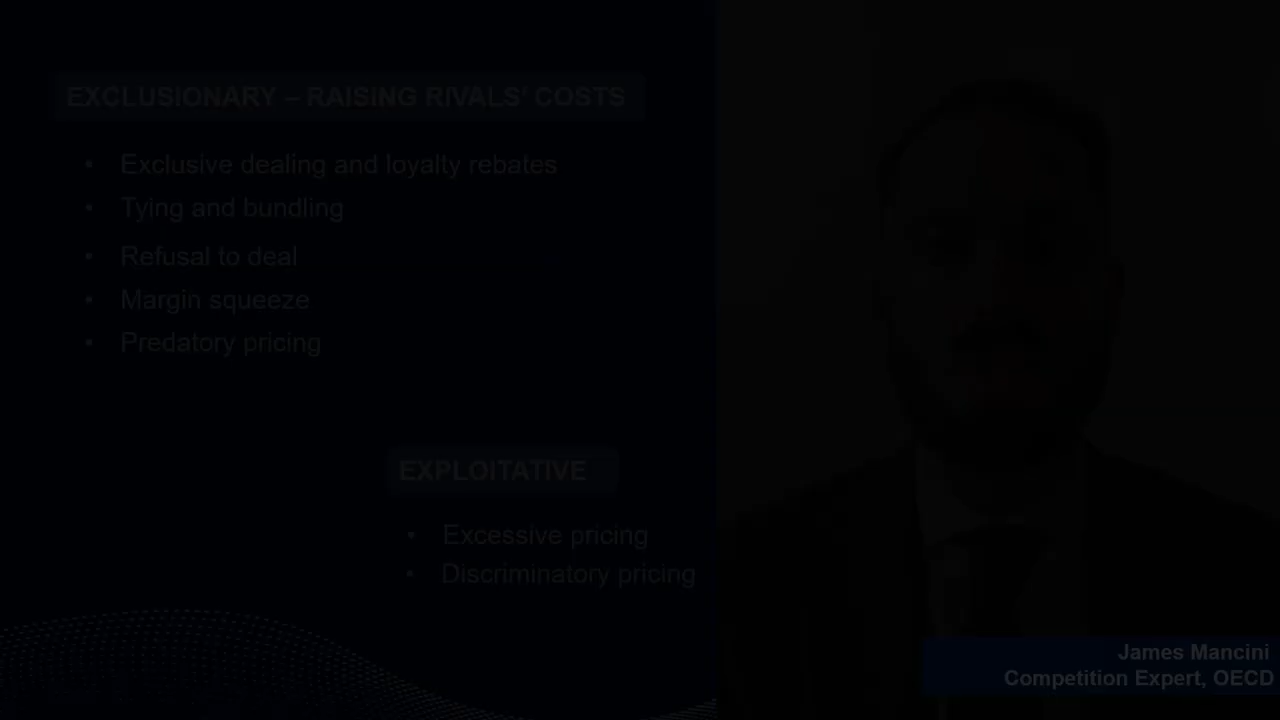 EXCLUSIONARY – RAISING RIVALS' COSTS
• Exclusive dealing and loyalty rebates
• Tying and bundling
• Refusal to deal
• Margin squeeze
• Predatory pricing
EXPLOITATIVE
• Excessive pricing
• Discriminatory pricing
James Mancini
Competition Expert, OECD